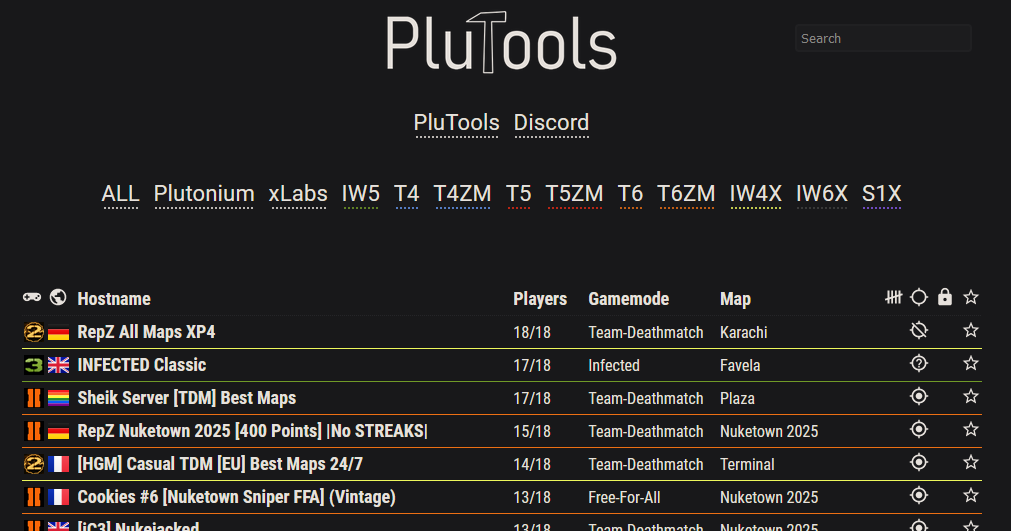 PluTools
Search
PluTools Discord
ALL Plutonium xLabs IW5 T4 T4ZM T5 T5ZM T6 T6ZM IW4X IW6X S1X
Hostname Players Gamemode Map
RepZ All Maps XP4 18/18 Team-Deathmatch Karachi
INFECTED Classic 17/18 Infected Favela
Sheik Server [TDM] Best Maps 17/18 Team-Deathmatch Plaza
RepZ Nuketown 2025 [400 Points] |No STREAKS| 15/18 Team-Deathmatch Nuketown 2025
[HGM] Casual TDM [EU] Best Maps 24/7 14/18 Team-Deathmatch Terminal
Cookies #6 [Nuketown Sniper FFA] (Vintage) 13/18 Free-For-All Nuketown 2025
[iC3] Nukejacked 13/18 Team-Deathmatch Nuketown 2025